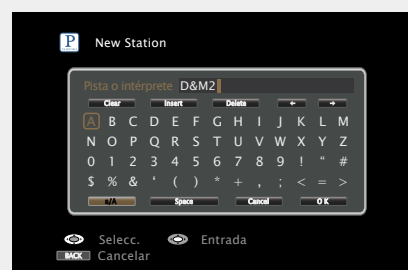 P New Station
Pista o intérprete D&M2
Clear Insert Delete ← →
A B C D E F G H I J K L M
N O P Q R S T U V W X Y Z
0 1 2 3 4 5 6 7 8 9 ! “ #
$ % & ‘ ( ) * + , ; < = >
a/A Space Cancel OK
Selecc. Entrada
BACK Cancelar